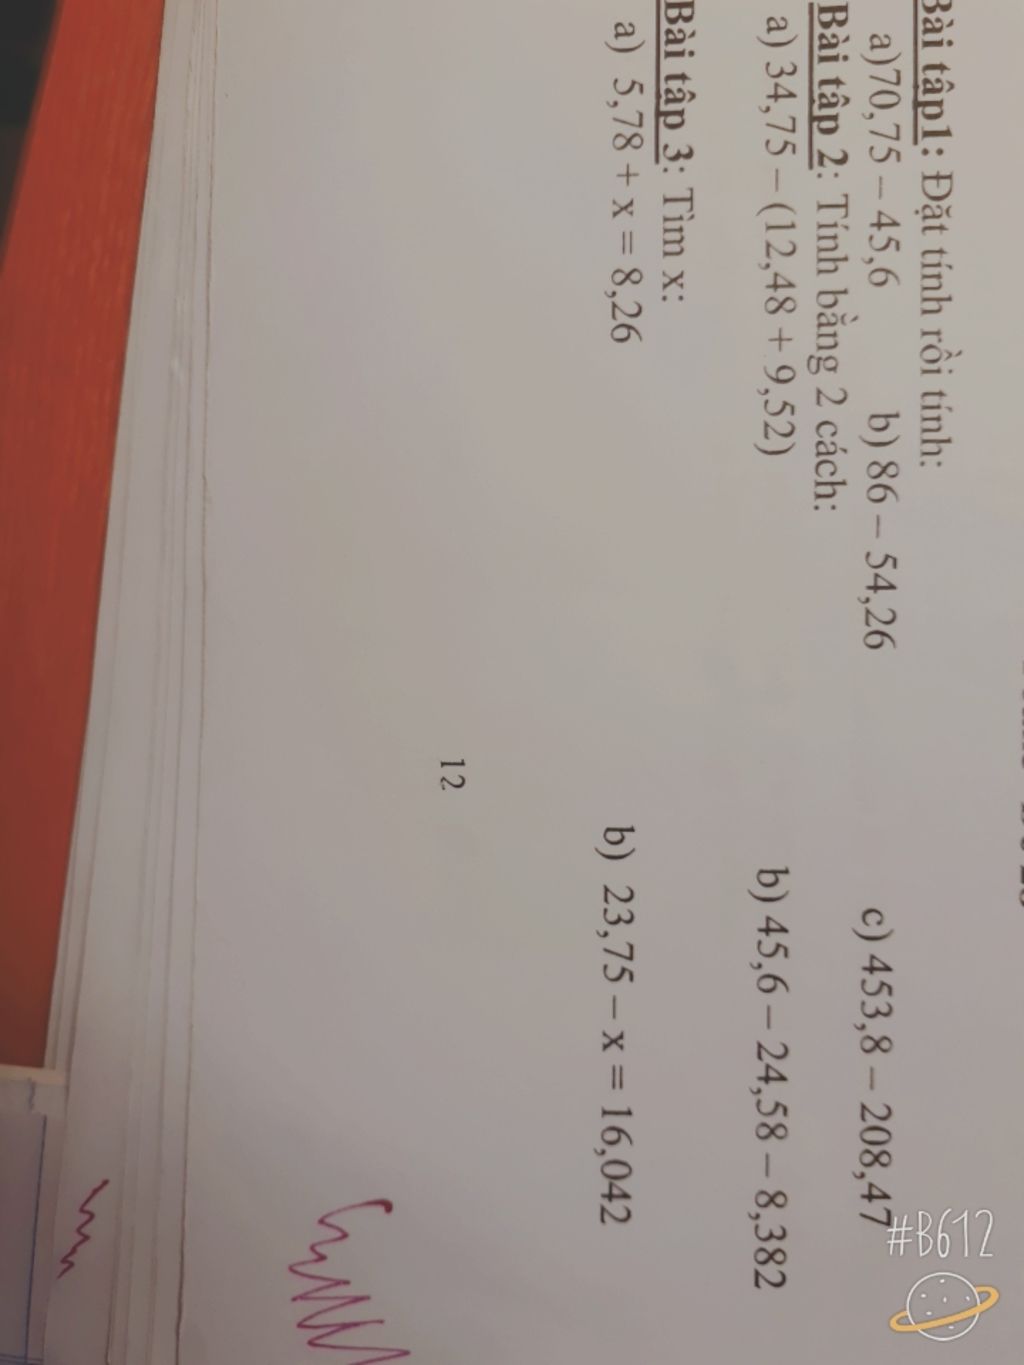 Bài tập1: Đặt tính rồi tính:
a)70,75 – 45,6 b) 86 – 54,26 c) 453,8 – 208,47
Bài tập 2: Tính bằng 2 cách:
a) 34,75 – (12,48 + 9,52) b) 45,6 – 24,58 – 8,382
Bài tập 3: Tìm x:
a) 5,78 + x = 8,26 b) 23,75 – x = 16,042
12
#B612